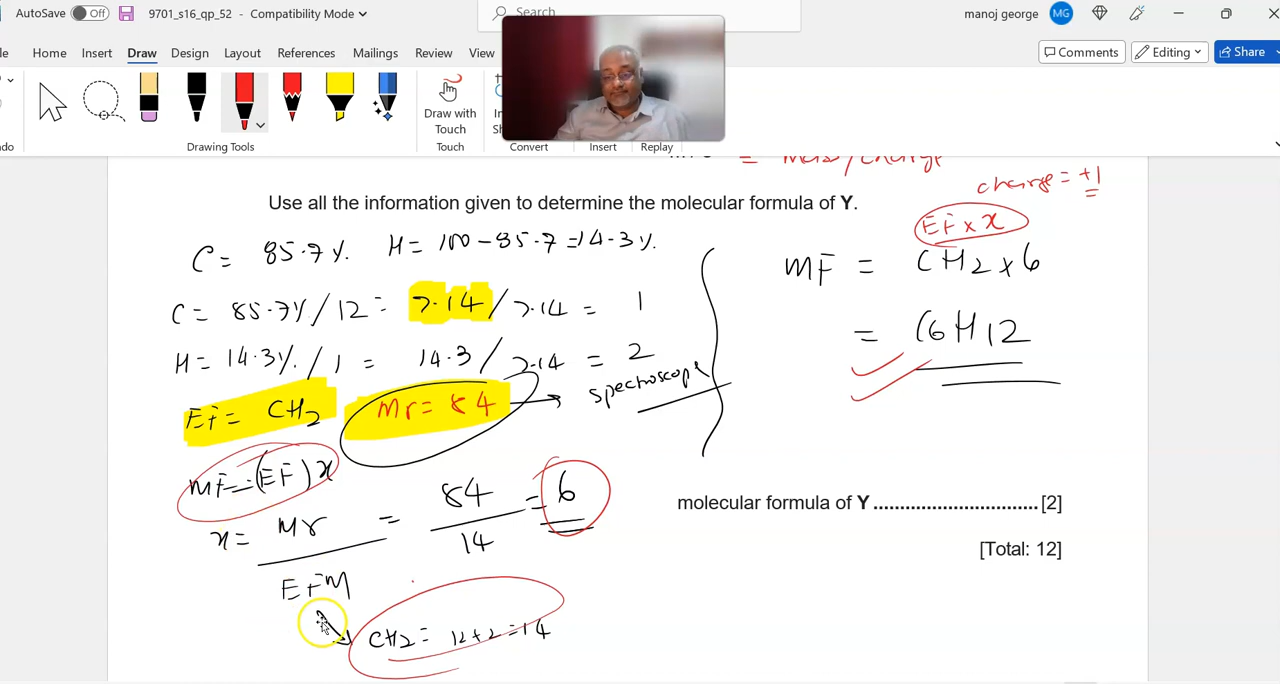 AutoSave Off 9701_s16_qp_52 - Compatibility Mode Search manoj george MG
Home Insert Draw Design Layout References Mailings Review View Comments Editing Share
Draw with
Touch
Drawing Tools Touch Convert Insert Replay
= mass/charge
charge = +1
Use all the information given to determine the molecular formula of Y.
C = 85.7%. H = 100 - 85.7 = 14.3%.
C = 85.7% / 12 = 7.14 / 7.14 = 1
H = 14.3% / 1 = 14.3 / 7.14 = 2
EF = CH2 Mr = 84 → spectroscopy
MF = (EF)x
x = Mr / EFM = 84 / 14 = 6
CH2 = 12 + 2 = 14
EF x x
MF = CH2 x 6
= C6H12
molecular formula of Y .............................. [2]
[Total: 12]